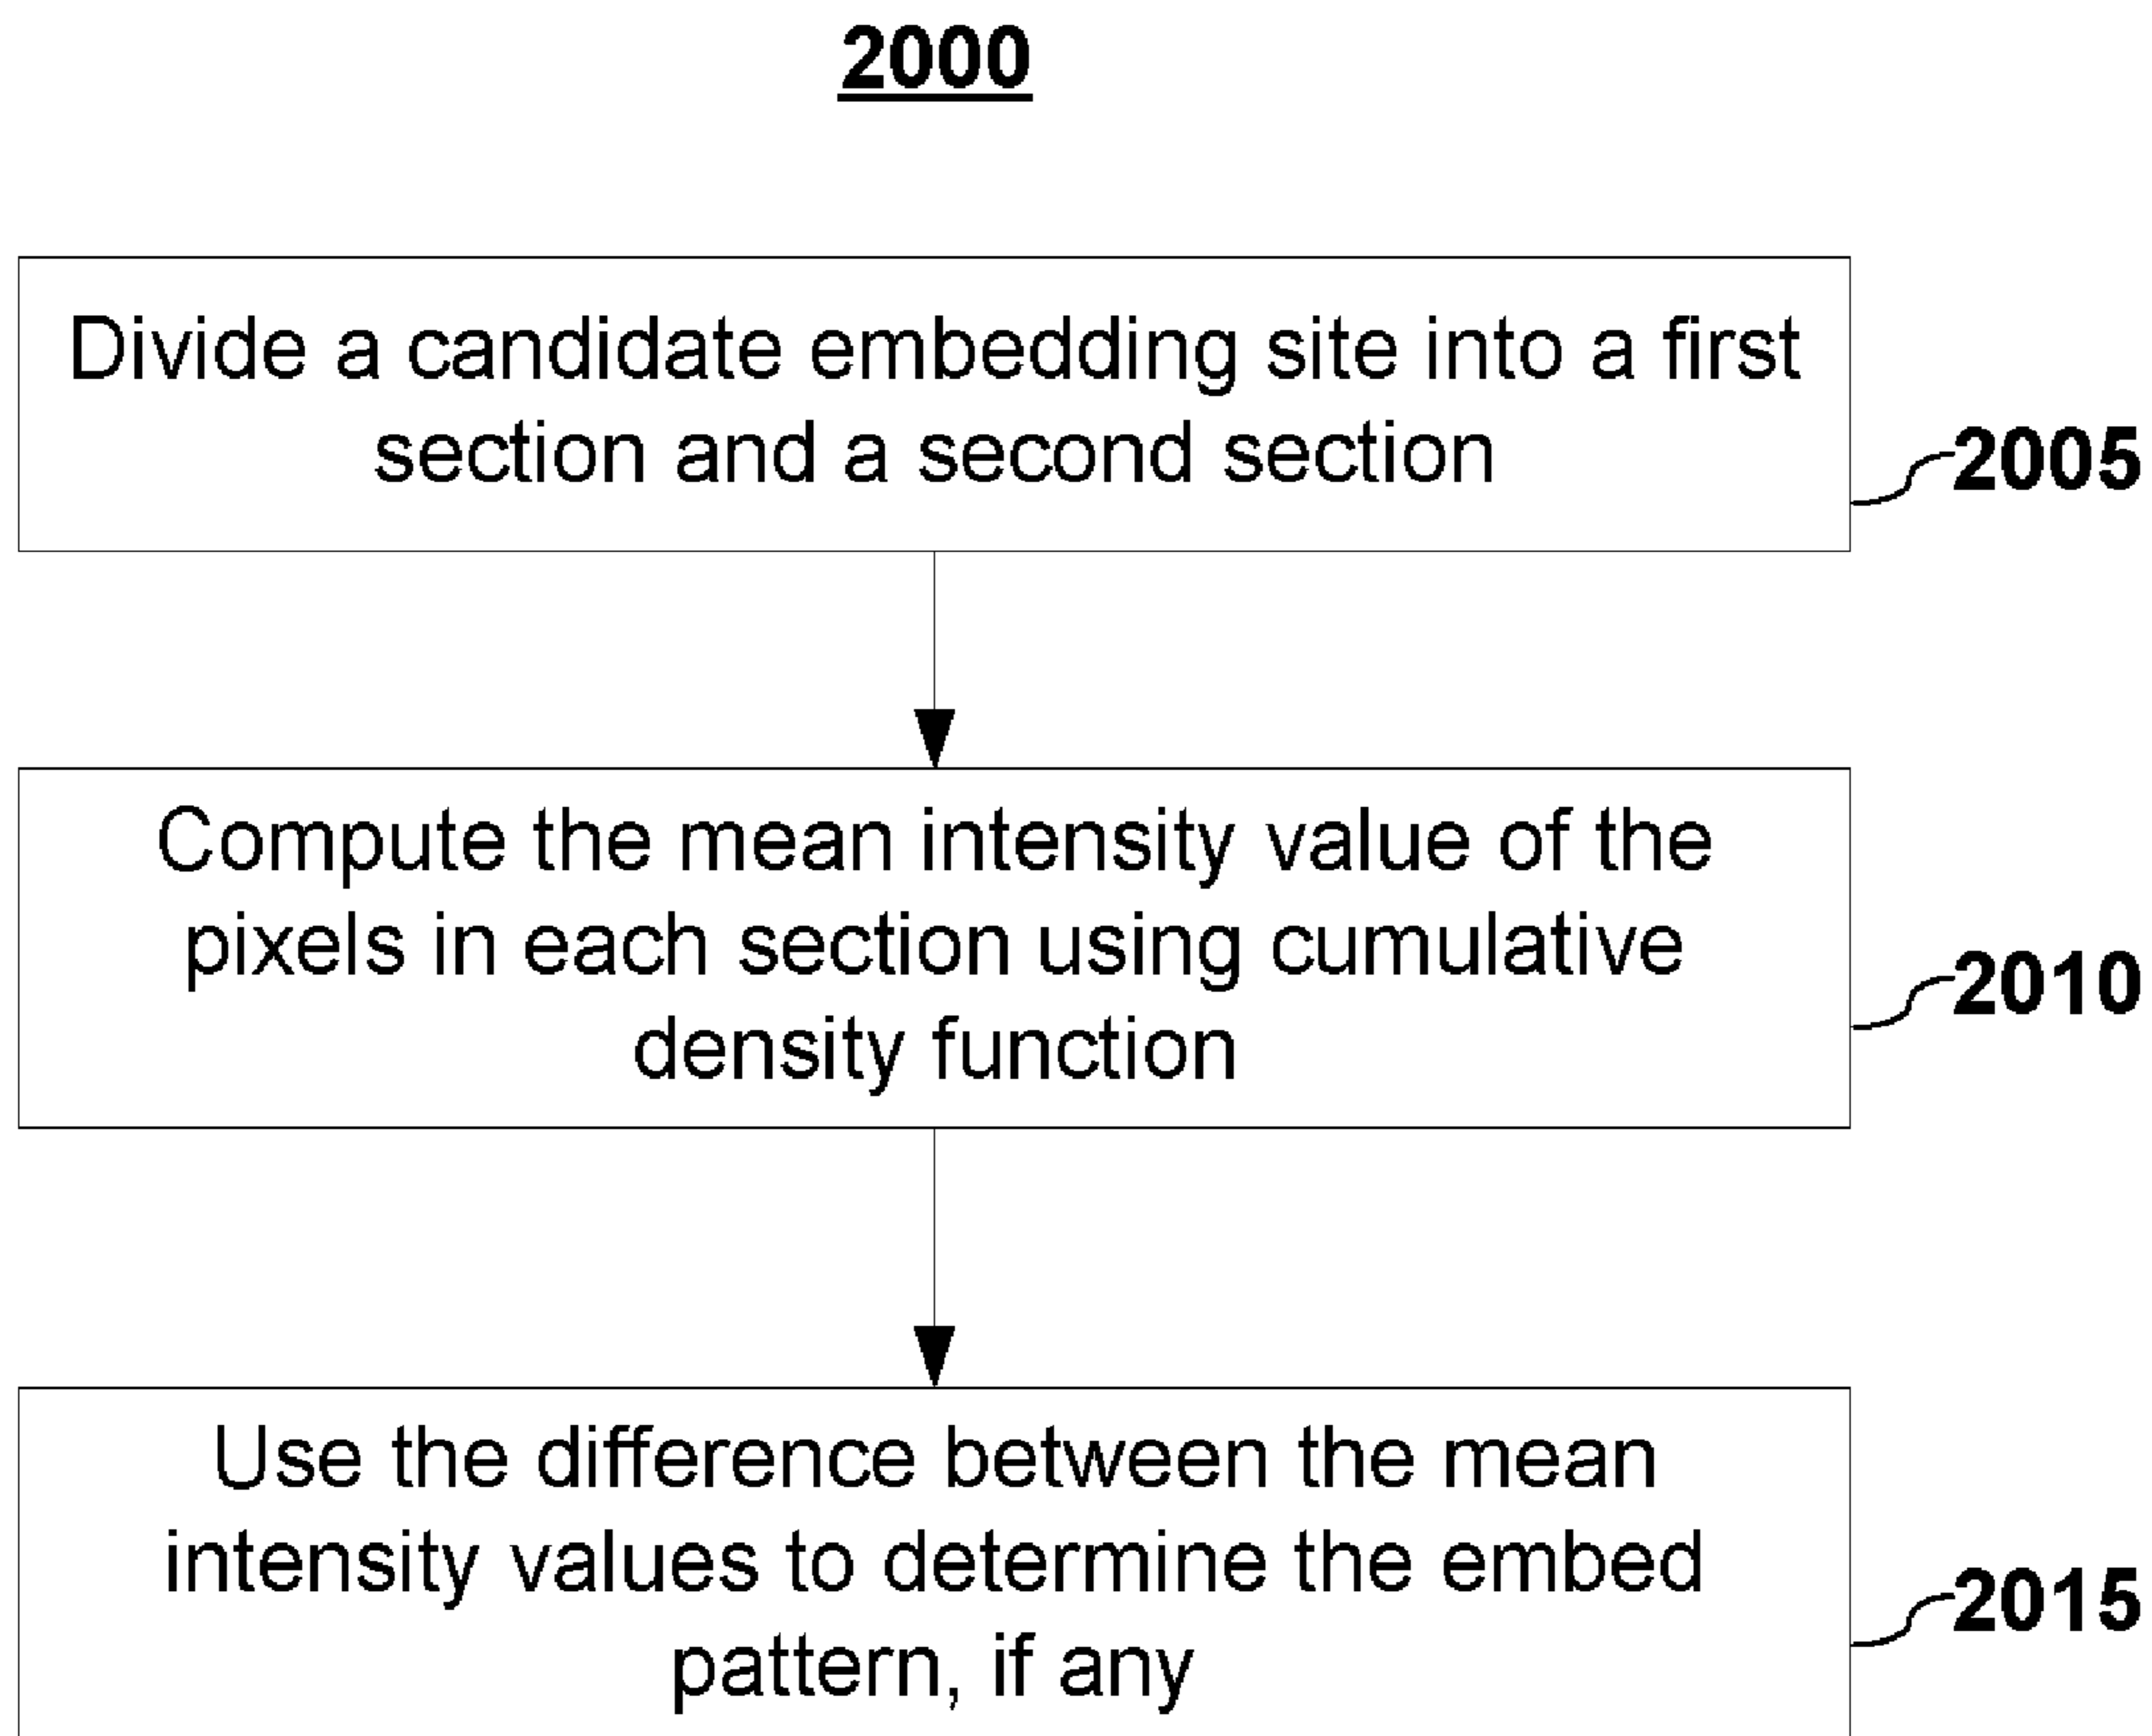 2000
Divide a candidate embedding site into a first
section and a second section
2005
Compute the mean intensity value of the
pixels in each section using cumulative
density function
2010
Use the difference between the mean
intensity values to determine the embed
pattern, if any
2015